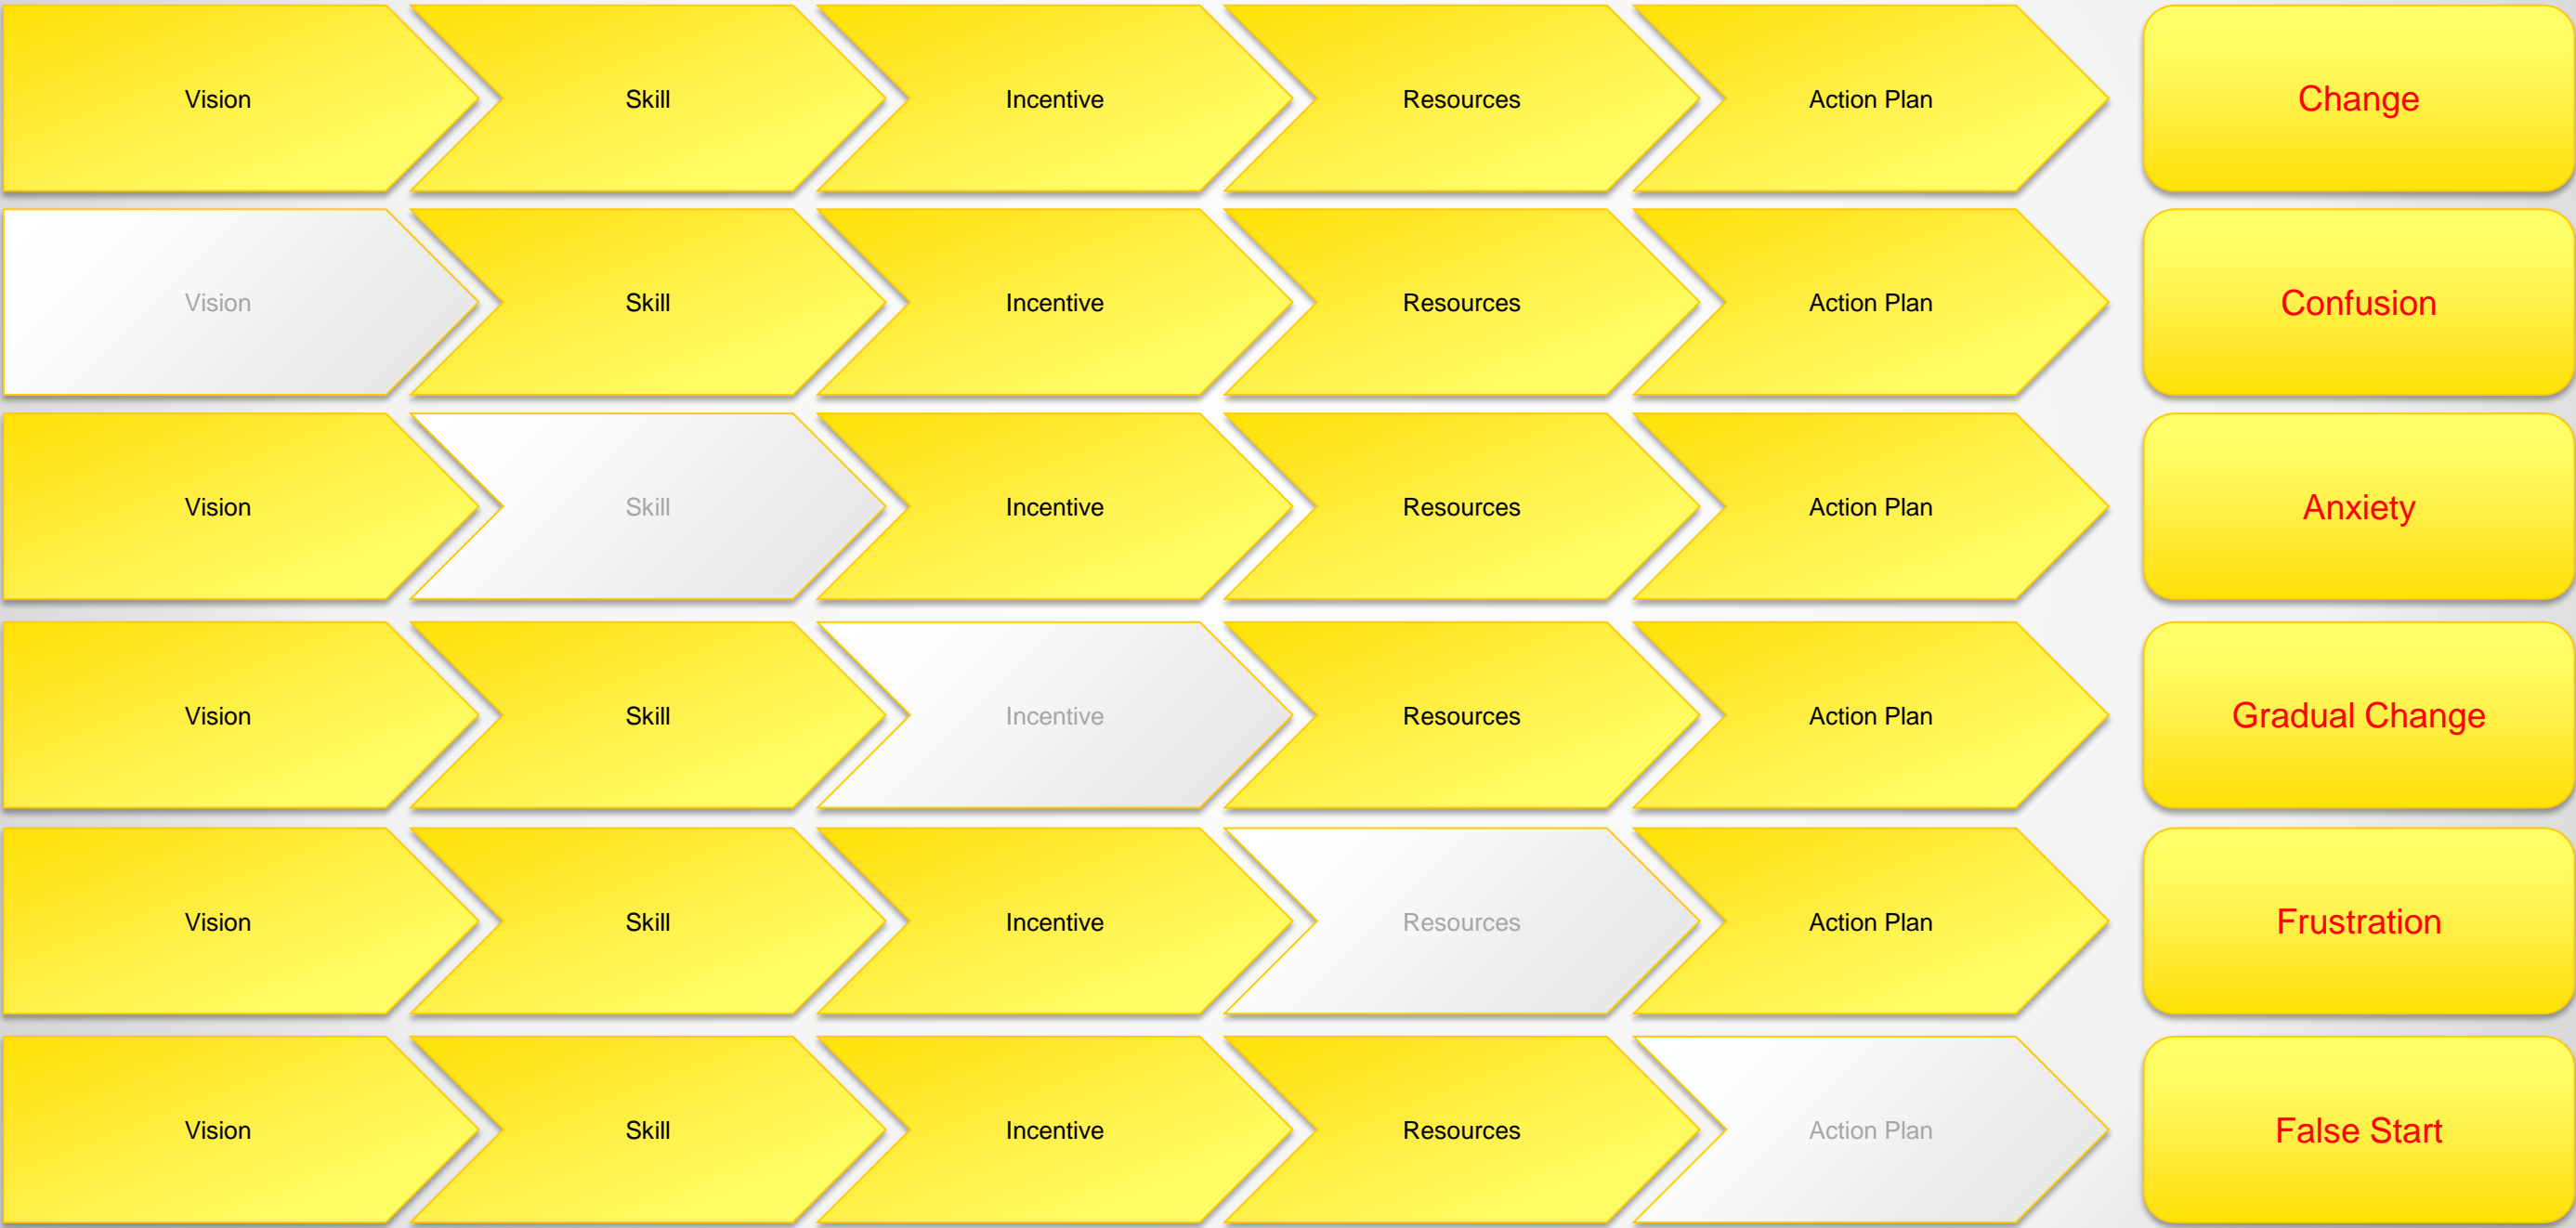 Vision Skill Incentive Resources Action Plan Change
Vision Skill Incentive Resources Action Plan Confusion
Vision Skill Incentive Resources Action Plan Anxiety
Vision Skill Incentive Resources Action Plan Gradual Change
Vision Skill Incentive Resources Action Plan Frustration
Vision Skill Incentive Resources Action Plan False Start